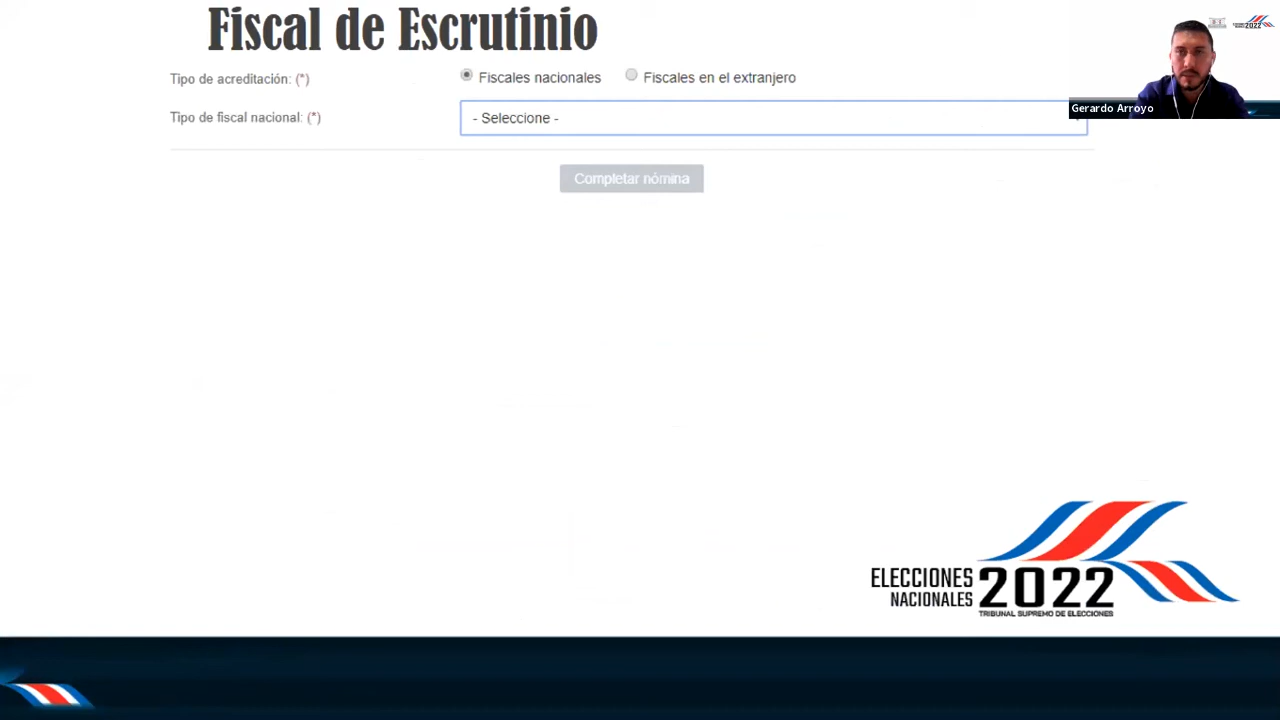 Fiscal de Escrutinio
Tipo de acreditación: (*)
Fiscales nacionales
Fiscales en el extranjero
Tipo de fiscal nacional: (*)
- Seleccione -
Completar nómina
Gerardo Arroyo
2022
ELECCIONES
NACIONALES
2022
TRIBUNAL SUPREMO DE ELECCIONES